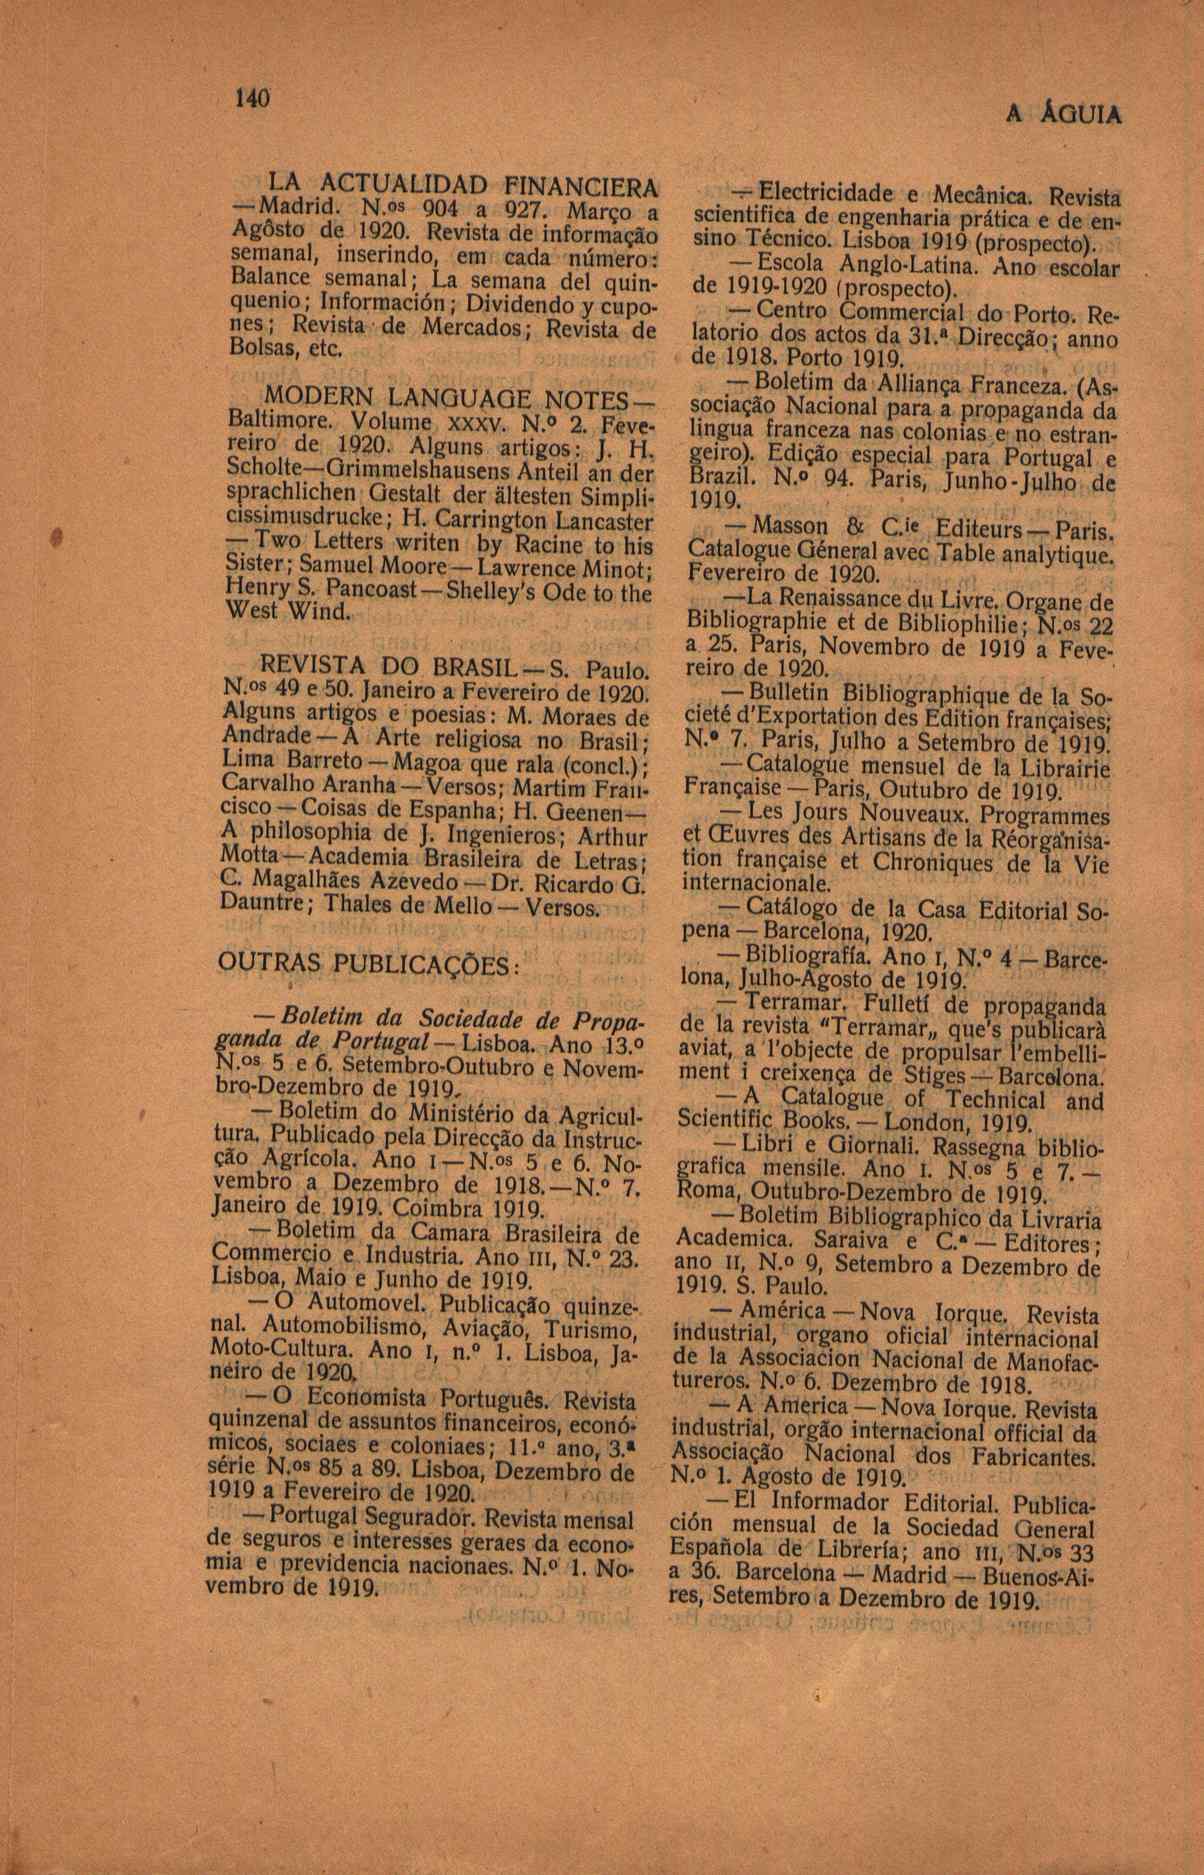 140
A ÁGUIA
LA ACTUALIDAD FINANCIERA
—Madrid. N.os 904 a 927. Março a
Agôsto de 1920. Revista de informação
semanal, inserindo, em cada número:
Balance semanal; La semana del quin-
quenio; Información; Dividendo y cupo-
nes; Revista de Mercados; Revista de
Bolsas, etc.
MODERN LANGUAGE NOTES—
Baltimore. Volume XXXV. N.º 2. Feve-
reiro de 1920. Alguns artigos: J. H.
Scholte—Grimmelshausens Anteil an der
sprachlichen Gestalt der ältesten Simpli-
cissimusdrucke; H. Carrington Lancaster
—Two Letters writen by Racine to his
Sister; Samuel Moore—Lawrence Minot;
Henry S. Pancoast—Shelley's Ode to the
West Wind.
REVISTA DO BRASIL—S. Paulo.
N.os 49 e 50. Janeiro a Fevereiro de 1920.
Alguns artigos e poesias: M. Moraes de
Andrade—A Arte religiosa no Brasil;
Lima Barreto—Magoa que rala (concl.);
Carvalho Aranha—Versos; Martim Fran-
cisco—Coisas de Espanha; H. Geenen—
A philosophia de J. Ingenieros; Arthur
Motta—Academia Brasileira de Letras;
C. Magalhães Azevedo—Dr. Ricardo G.
Dauntre; Thales de Mello—Versos.
OUTRAS PUBLICAÇÕES:
—Boletim da Sociedade de Propa-
ganda de Portugal—Lisboa. Ano 13.º
N.os 5 e 6. Setembro-Outubro e Novem-
bro-Dezembro de 1919.
—Boletim do Ministério da Agricul-
tura. Publicado pela Direcção da Instruc-
ção Agrícola. Ano I—N.os 5 e 6. No-
vembro a Dezembro de 1918.—N.º 7.
Janeiro de 1919. Coimbra 1919.
—Boletim da Camara Brasileira de
Commercio e Industria. Ano III, N.º 23.
Lisboa, Maio e Junho de 1919.
—O Automovel. Publicação quinze-
nal. Automobilismo, Aviação, Turismo,
Moto-Cultura. Ano I, n.º 1. Lisboa, Ja-
neiro de 1920.
—O Economista Português. Revista
quinzenal de assuntos financeiros, econó-
micos, sociaes e coloniaes; 11.º ano, 3.ª
série N.os 85 a 89. Lisboa, Dezembro de
1919 a Fevereiro de 1920.
—Portugal Segurador. Revista mensal
de seguros e interesses geraes da econo-
mia e previdencia nacionaes. N.º 1. No-
vembro de 1919.
—Electricidade e Mecânica. Revista
scientifica de engenharia prática e de en-
sino Técnico. Lisboa 1919 (prospecto).
—Escola Anglo-Latina. Ano escolar
de 1919-1920 (prospecto).
—Centro Commercial do Porto. Re-
latorio dos actos da 31.ª Direcção; anno
de 1918. Porto 1919.
—Boletim da Alliança Franceza. (As-
sociação Nacional para a propaganda da
lingua franceza nas colonias e no estran-
geiro). Edição especial para Portugal e
Brazil. N.º 94. Paris, Junho-Julho de
1919.
—Masson & C.ie Editeurs—Paris.
Catalogue Géneral avec Table analytique.
Fevereiro de 1920.
—La Renaissance du Livre. Organe de
Bibliographie et de Bibliophilie; N.os 22
a 25. Paris, Novembro de 1919 a Feve-
reiro de 1920.
—Bulletin Bibliographique de la So-
cieté d'Exportation des Edition françaises;
N.º 7. Paris, Julho a Setembro de 1919.
—Catalogue mensuel de la Librairie
Française—Paris, Outubro de 1919.
—Les Jours Nouveaux. Programmes
et Œuvres des Artisans de la Réorganisa-
tion française et Chroniques de la Vie
internacionale.
—Catálogo de la Casa Editorial So-
pena—Barcelona, 1920.
—Bibliografía. Ano I, N.º 4—Barce-
lona, Julho-Agosto de 1919.
—Terramar. Fulletí de propaganda
de la revista "Terramar„ que's publicarà
aviat, a l'objecte de propulsar l'embelli-
ment i creixença de Stiges—Barcelona.
—A Catalogue of Technical and
Scientific Books.—London, 1919.
—Libri e Giornali. Rassegna biblio-
grafica mensile. Ano I. N.os 5 e 7.—
Roma, Outubro-Dezembro de 1919.
—Boletim Bibliographico da Livraria
Academica. Saraiva e C.ª—Editores;
ano II, N.º 9, Setembro a Dezembro de
1919. S. Paulo.
—América—Nova Iorque. Revista
industrial, organo oficial internacional
de la Associacion Nacional de Manofac-
tureros. N.º 6. Dezembro de 1918.
—A America—Nova Iorque. Revista
industrial, orgão internacional official da
Associação Nacional dos Fabricantes.
N.º 1. Agosto de 1919.
—El Informador Editorial. Publica-
ción mensual de la Sociedad General
Española de Librería; ano III, N.os 33
a 36. Barcelona—Madrid—Buenos-Ai-
res, Setembro a Dezembro de 1919.